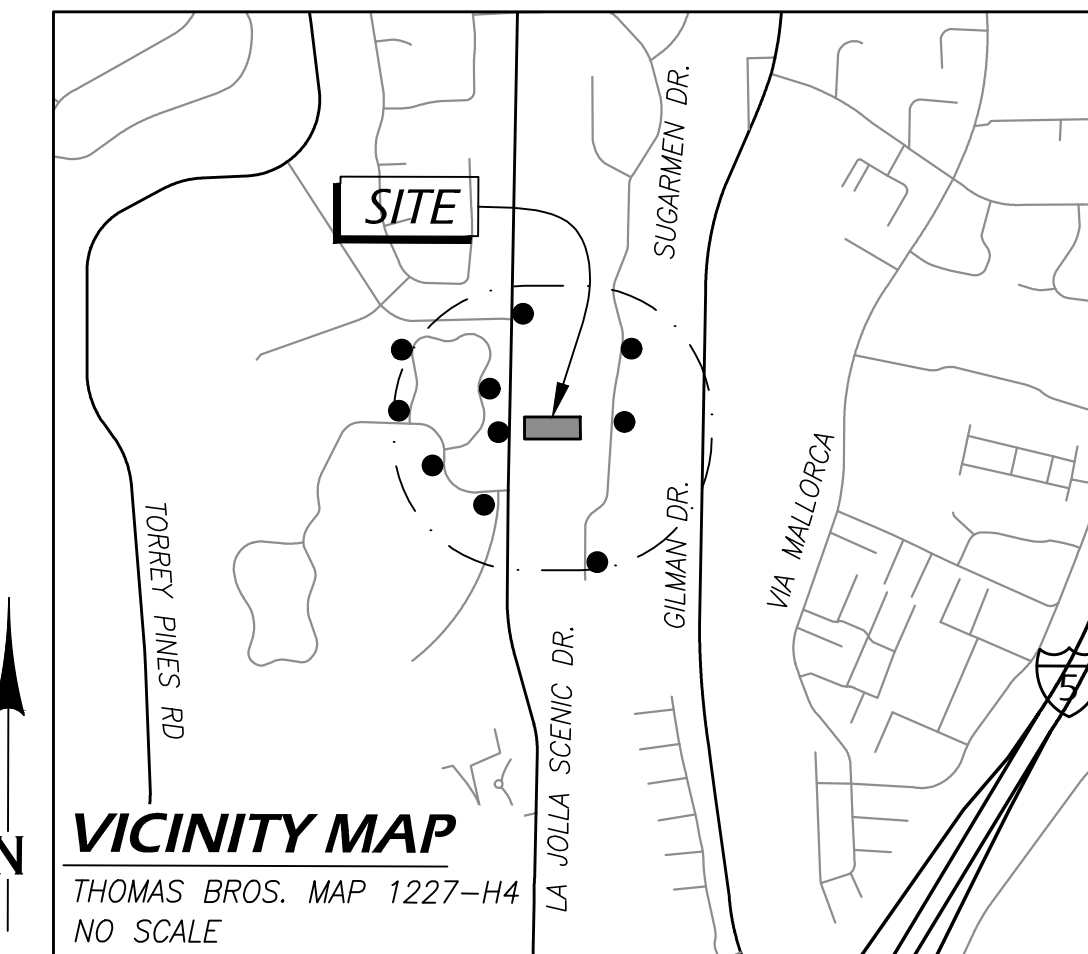 SUGARMEN DR.
SITE
VIA MALLORCA
GILMAN DR.
TORREY PINES RD
LA JOLLA SCENIC DR.
5
N
VICINITY MAP
THOMAS BROS. MAP 1227-H4
NO SCALE